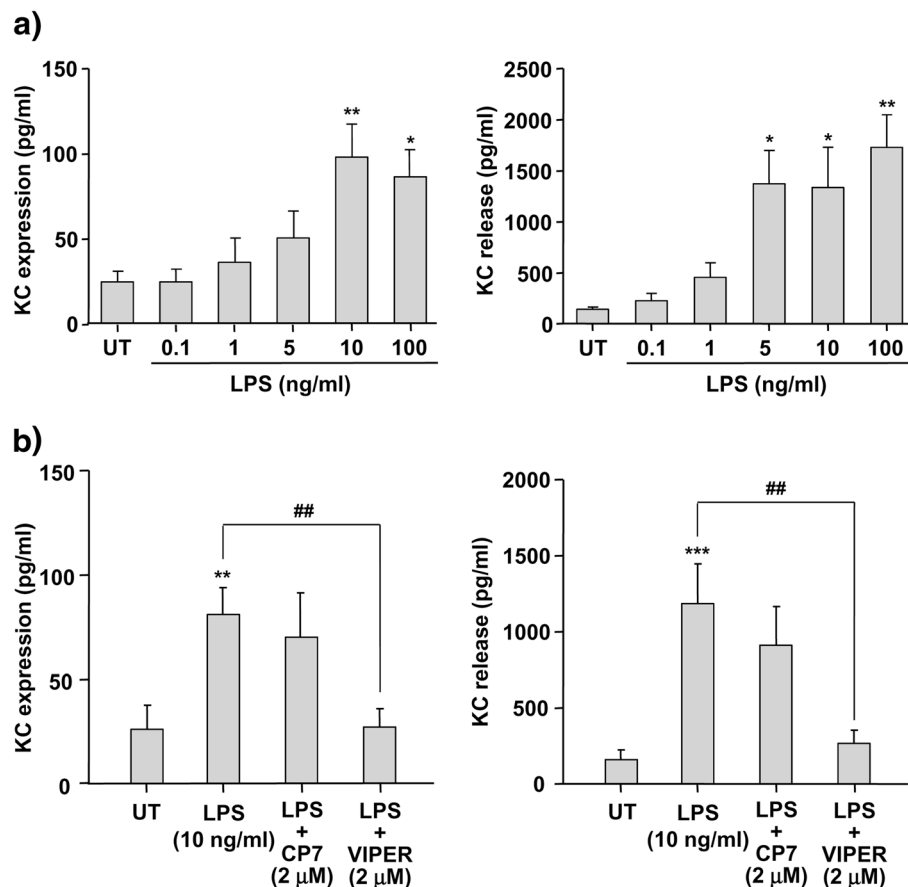 a)
KC expression (pg/ml)
150
100
50
0
**
*
UT
0.1
1
5
10
100
LPS (ng/ml)
KC release (pg/ml)
2500
2000
1500
1000
500
0
*
*
**
UT
0.1
1
5
10
100
LPS (ng/ml)
b)
KC expression (pg/ml)
150
100
50
0
##
**
UT
LPS
(10 ng/ml)
LPS
+
CP7
(2 μM)
LPS
+
VIPER
(2 μM)
KC release (pg/ml)
2000
1500
1000
500
0
##
***
UT
LPS
(10 ng/ml)
LPS
+
CP7
(2 μM)
LPS
+
VIPER
(2 μM)